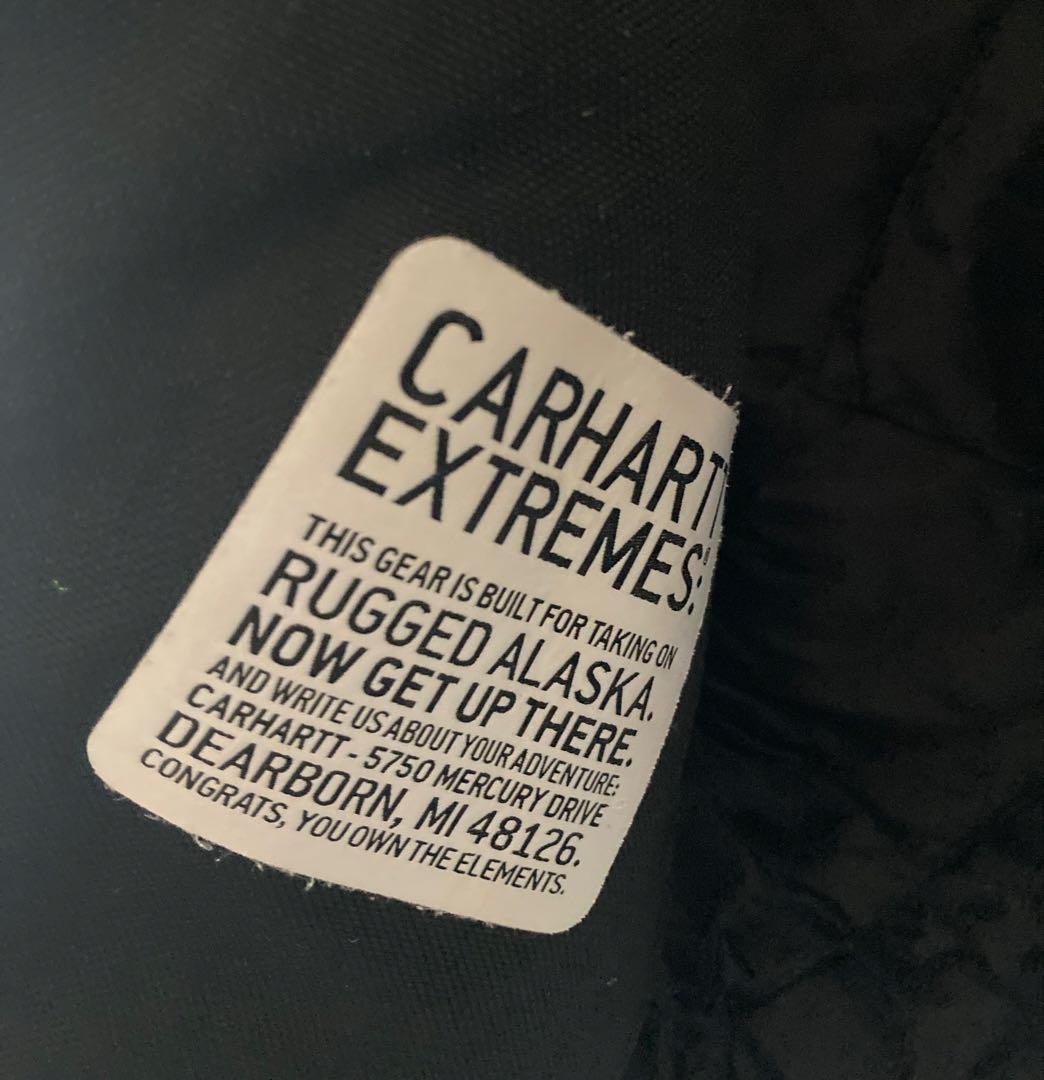 CARHARTT
EXTREMES®:
THIS GEAR IS BUILT FOR TAKING ON
RUGGED ALASKA.
NOW GET UP THERE.
AND WRITE US ABOUT YOUR ADVENTURE:
CARHARTT - 5750 MERCURY DRIVE
DEARBORN, MI 48126.
CONGRATS, YOU OWN THE ELEMENTS.